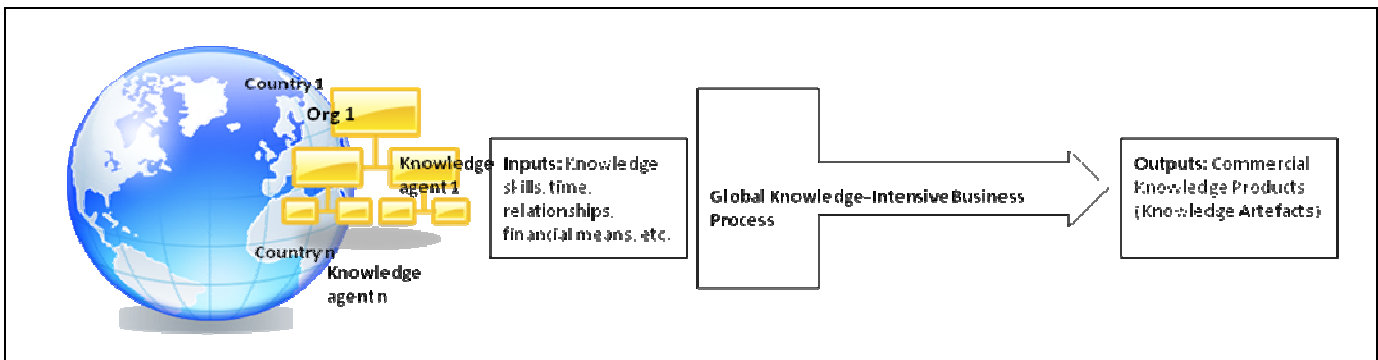 Country 1
Org 1
Knowledge
agent 1
Country n
Knowledge
agent n
Inputs: Knowledge
skills, time,
relationships,
financial means, etc.
Global Knowledge-Intensive Business
Process
Outputs: Commercial
Knowledge Products
(Knowledge Artefacts)